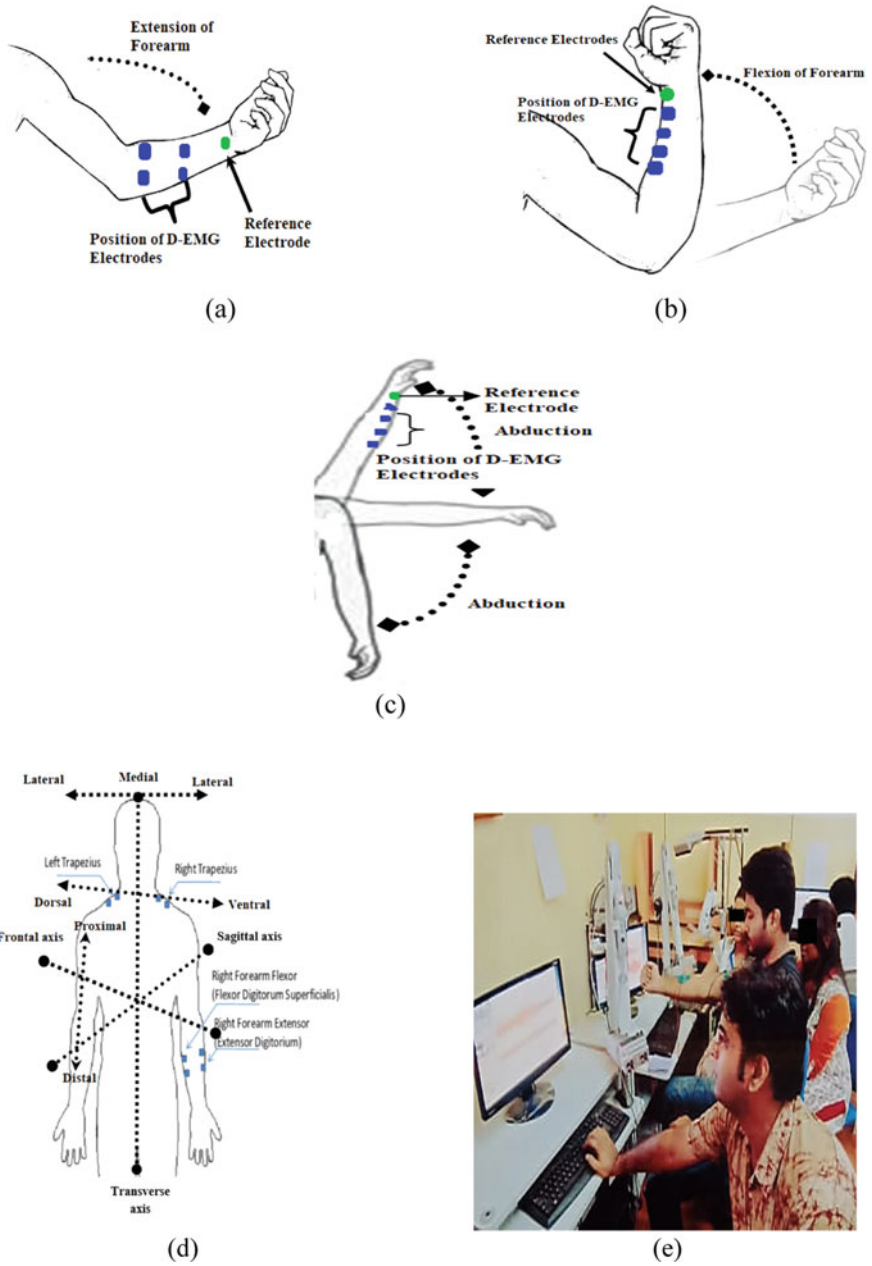 Extension of
Forearm
Position of D-EMG
Electrodes
Reference
Electrode
(a)
Reference Electrodes
Position of D-EMG
Electrodes
Flexion of Forearm
(b)
Reference
Electrode
Abduction
Position of D-EMG
Electrodes
Abduction
(c)
Lateral
Medial
Lateral
Left Trapezius
Right Trapezius
Dorsal
Ventral
Proximal
Frontal axis
Sagittal axis
Right Forearm Flexor
(Flexor Digitorum Superficialis)
Right Forearm Extensor
(Extensor Digitorium)
Distal
Transverse
axis
(d)
(e)